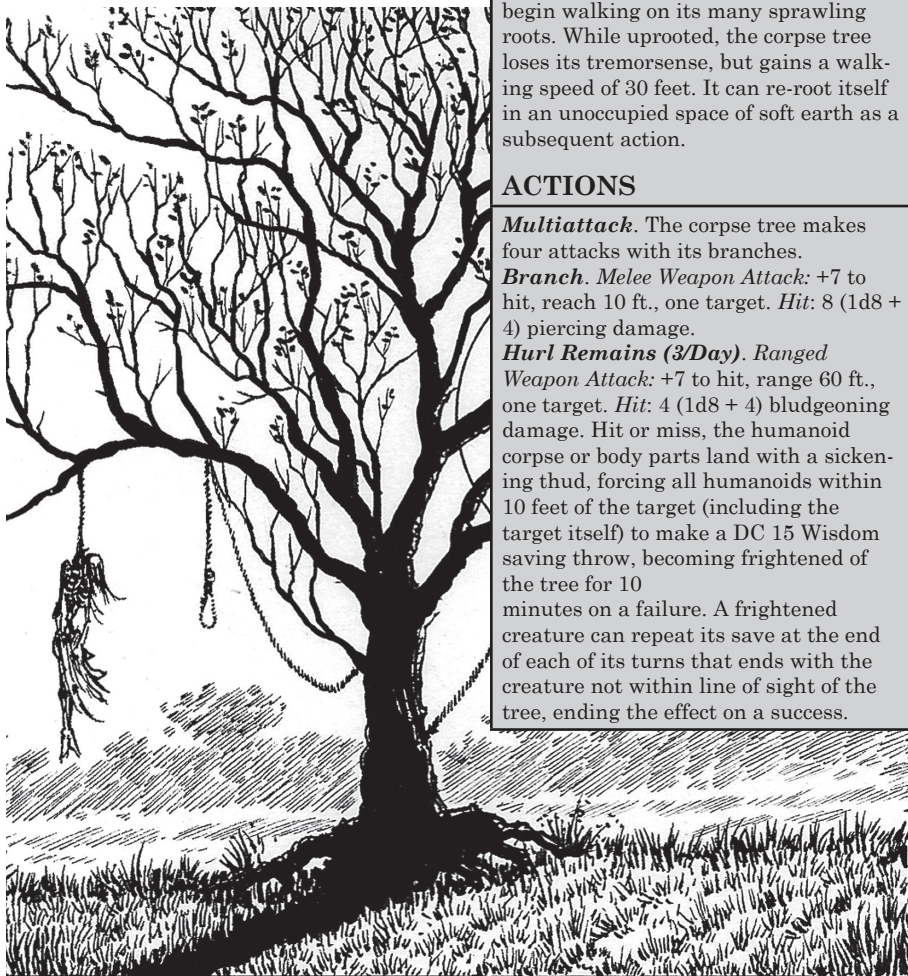 begin walking on its many sprawling
roots. While uprooted, the corpse tree
loses its tremorsense, but gains a walk-
ing speed of 30 feet. It can re-root itself
in an unoccupied space of soft earth as a
subsequent action.
ACTIONS
Multiattack. The corpse tree makes
four attacks with its branches.
Branch. Melee Weapon Attack: +7 to
hit, reach 10 ft., one target. Hit: 8 (1d8 +
4) piercing damage.
Hurl Remains (3/Day). Ranged
Weapon Attack: +7 to hit, range 60 ft.,
one target. Hit: 4 (1d8 + 4) bludgeoning
damage. Hit or miss, the humanoid
corpse or body parts land with a sicken-
ing thud, forcing all humanoids within
10 feet of the target (including the
target itself) to make a DC 15 Wisdom
saving throw, becoming frightened of
the tree for 10
minutes on a failure. A frightened
creature can repeat its save at the end
of each of its turns that ends with the
creature not within line of sight of the
tree, ending the effect on a success.